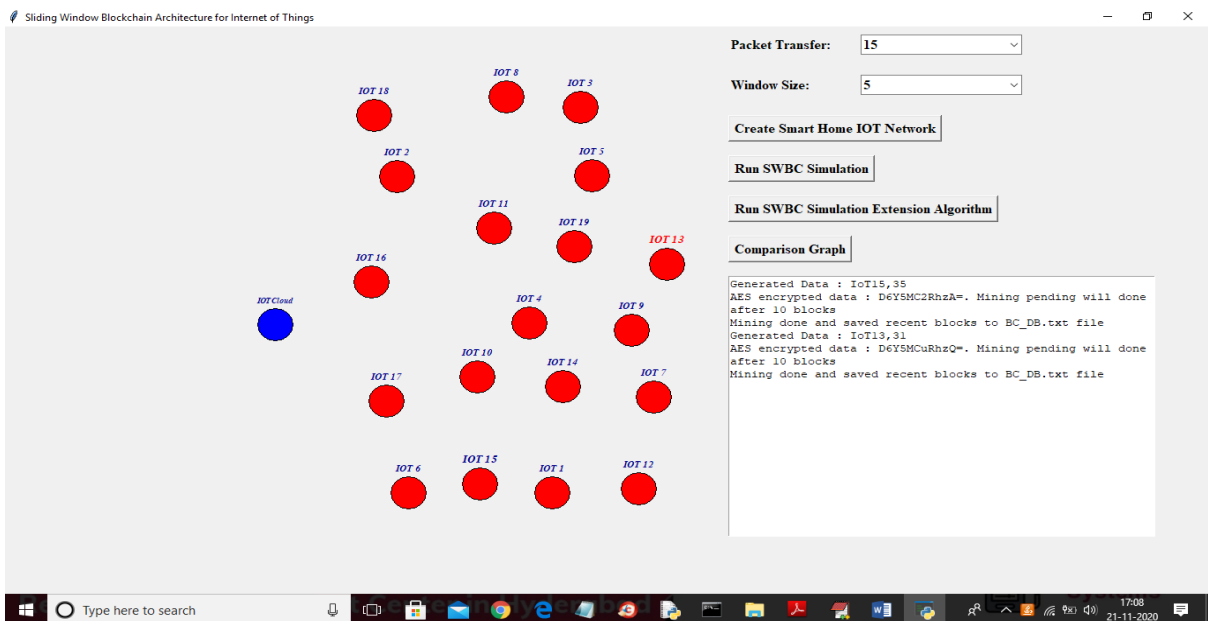 Sliding Window Blockchain Architecture for Internet of Things
IOT 8
IOT 3
IOT 18
IOT 2
IOT 5
IOT 11
IOT 19
IOT 13
IOT 16
IOT Cloud
IOT 4
IOT 9
IOT 10
IOT 14
IOT 17
IOT 7
IOT 6
IOT 15
IOT 1
IOT 12
Packet Transfer: 15
Window Size: 5
Create Smart Home IOT Network
Run SWBC Simulation
Run SWBC Simulation Extension Algorithm
Comparison Graph
Generated Data : IoT15,35
AES encrypted data : D6Y5MC2RhzA=. Mining pending will done
after 10 blocks
Mining done and saved recent blocks to BC_DB.txt file
Generated Data : IoT13,31
AES encrypted data : D6Y5MCuRhzQ=. Mining pending will done
after 10 blocks
Mining done and saved recent blocks to BC_DB.txt file
Type here to search
17:08
21-11-2020